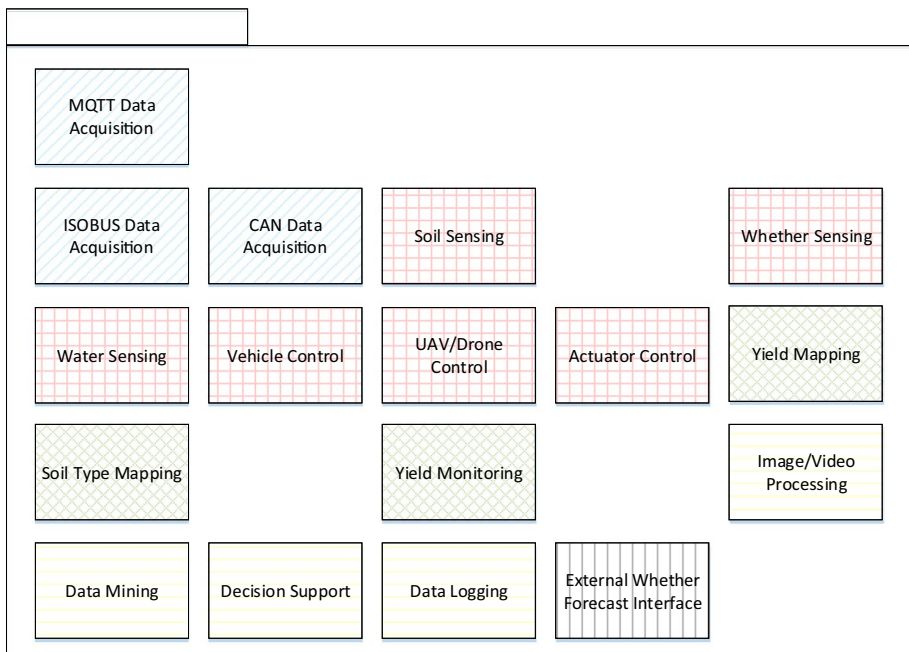 MQTT Data
Acquisition
ISOBUS Data
Acquisition
CAN Data
Acquisition
Soil Sensing
Whether Sensing
Water Sensing
Vehicle Control
UAV/Drone
Control
Actuator Control
Yield Mapping
Soil Type Mapping
Yield Monitoring
Image/Video
Processing
Data Mining
Decision Support
Data Logging
External Whether
Forecast Interface